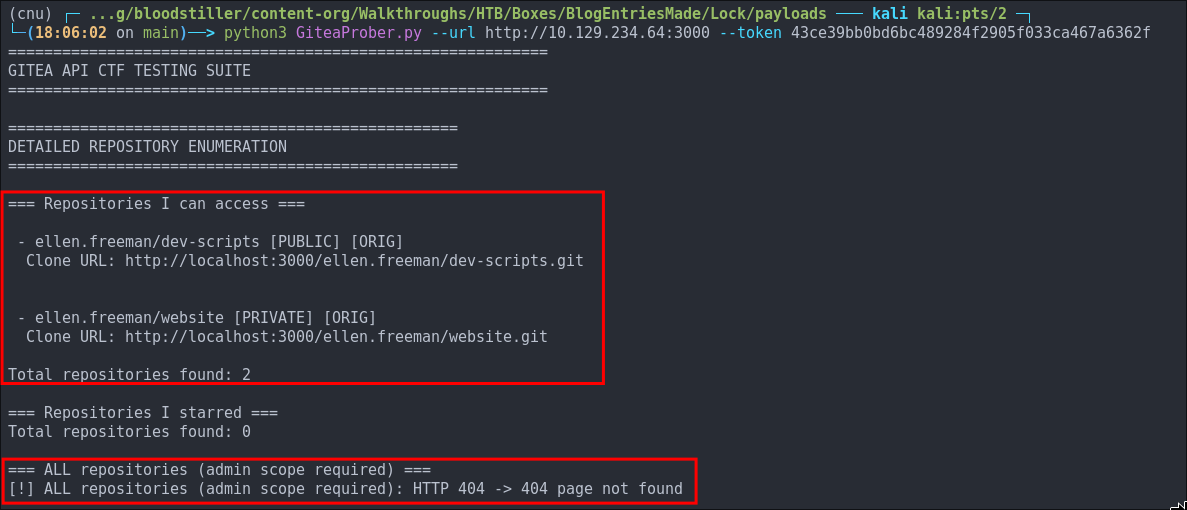 (cnu) ┌─ ...g/bloodstiller/content-org/Walkthroughs/HTB/Boxes/BlogEntriesMade/Lock/payloads ─── kali kali:pts/2 ─┐
└─(18:06:02 on main)──> python3 GiteaProber.py --url http://10.129.234.64:3000 --token 43ce39bb0bd6bc489284f2905f033ca467a6362f
============================================================
GITEA API CTF TESTING SUITE
============================================================
==================================================
DETAILED REPOSITORY ENUMERATION
==================================================
=== Repositories I can access ===
- ellen.freeman/dev-scripts [PUBLIC] [ORIG]
Clone URL: http://localhost:3000/ellen.freeman/dev-scripts.git
- ellen.freeman/website [PRIVATE] [ORIG]
Clone URL: http://localhost:3000/ellen.freeman/website.git
Total repositories found: 2
=== Repositories I starred ===
Total repositories found: 0
=== ALL repositories (admin scope required) ===
[!] ALL repositories (admin scope required): HTTP 404 -> 404 page not found